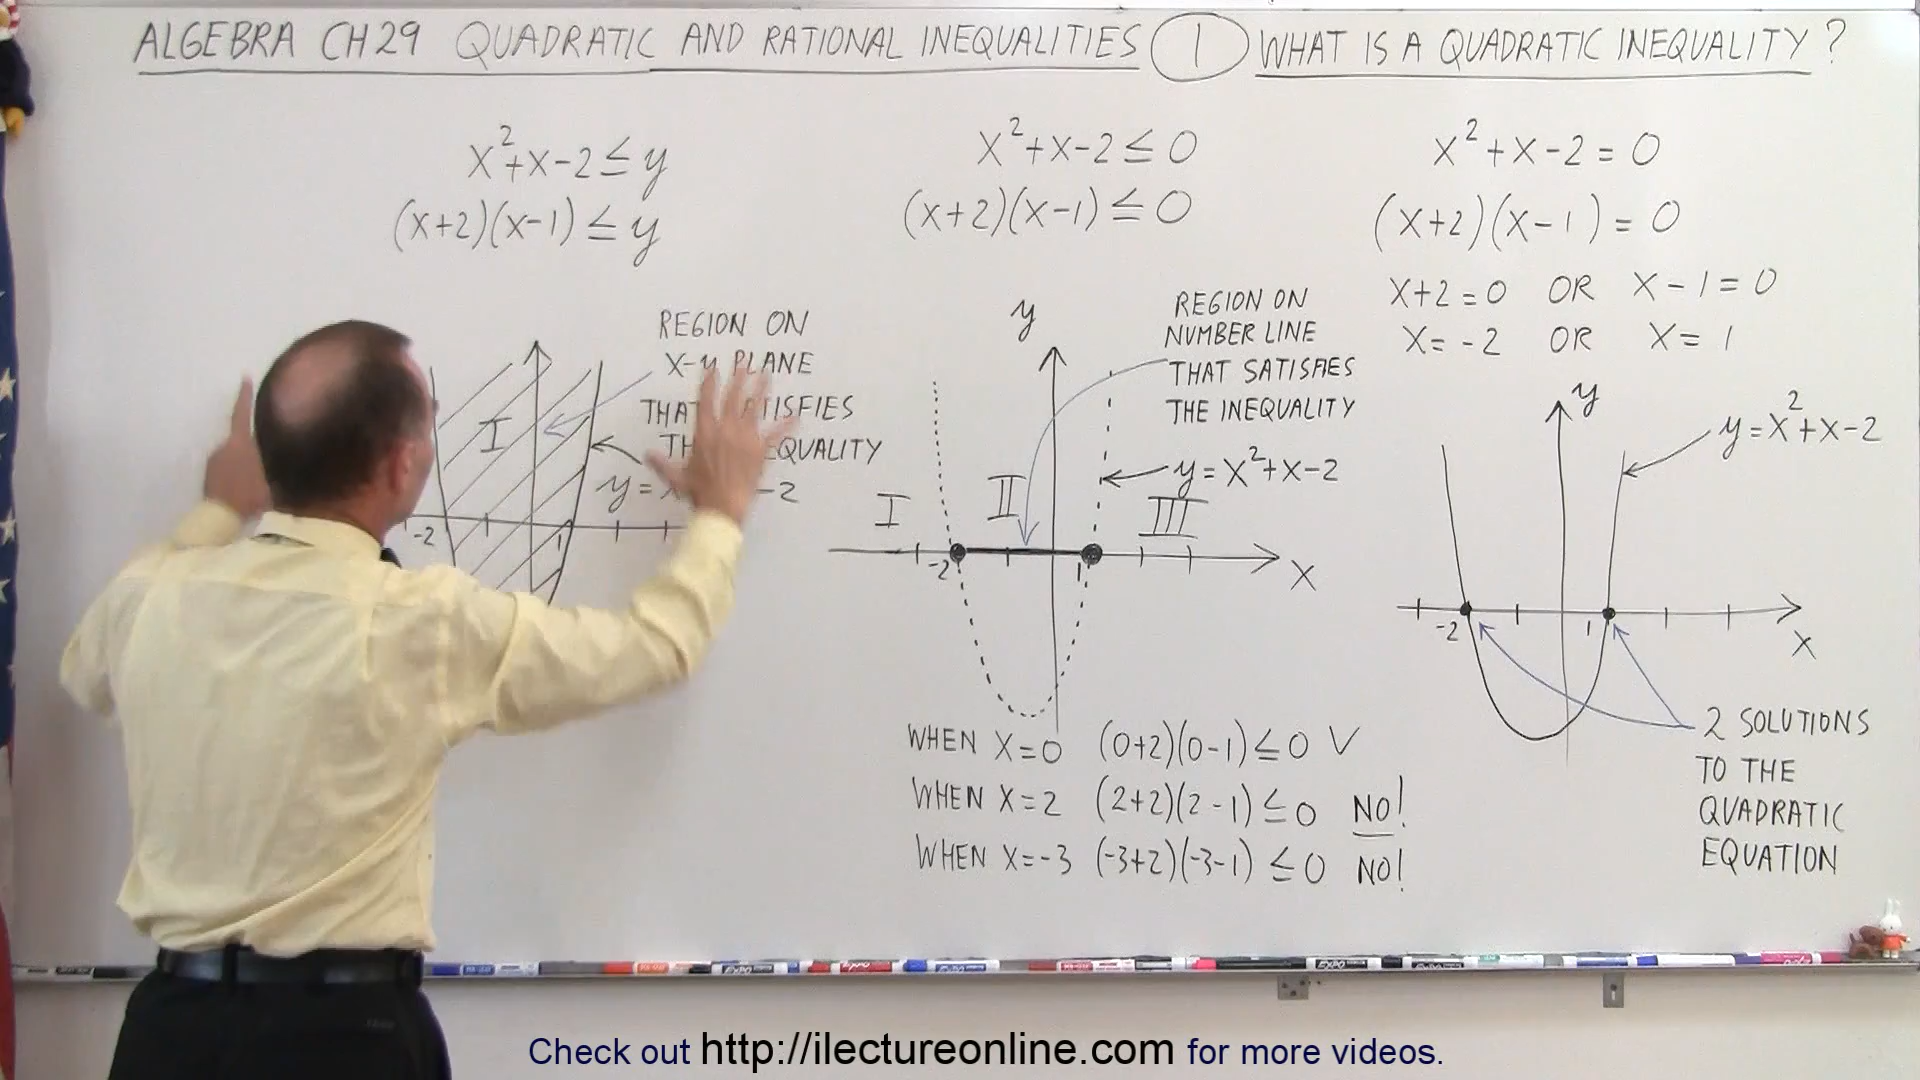 ALGEBRA CH 29 QUADRATIC AND RATIONAL INEQUALITIES 1 WHAT IS A QUADRATIC INEQUALITY?
x²+x-2≤y
(x+2)(x-1)≤y
REGION ON
X-y PLANE
THAT
THE INEQUALITY
I
-2
1
x²+x-2≤0
(x+2)(x-1)≤0
y
REGION ON
NUMBER LINE
THAT SATISFIES
THE INEQUALITY
y=x²+x-2
I
II
III
-2
1
X
WHEN X=0 (0+2)(0-1)≤0 V
WHEN X=2 (2+2)(2-1)≤0 NO!
WHEN X=-3 (-3+2)(-3-1)≤0 NO!
x²+x-2=0
(x+2)(x-1)=0
X+2=0 OR X-1=0
X=-2 OR X=1
y
y=x²+x-2
-2
1
X
2 SOLUTIONS
TO THE
QUADRATIC
EQUATION
Check out http://ilectureonline.com for more videos.